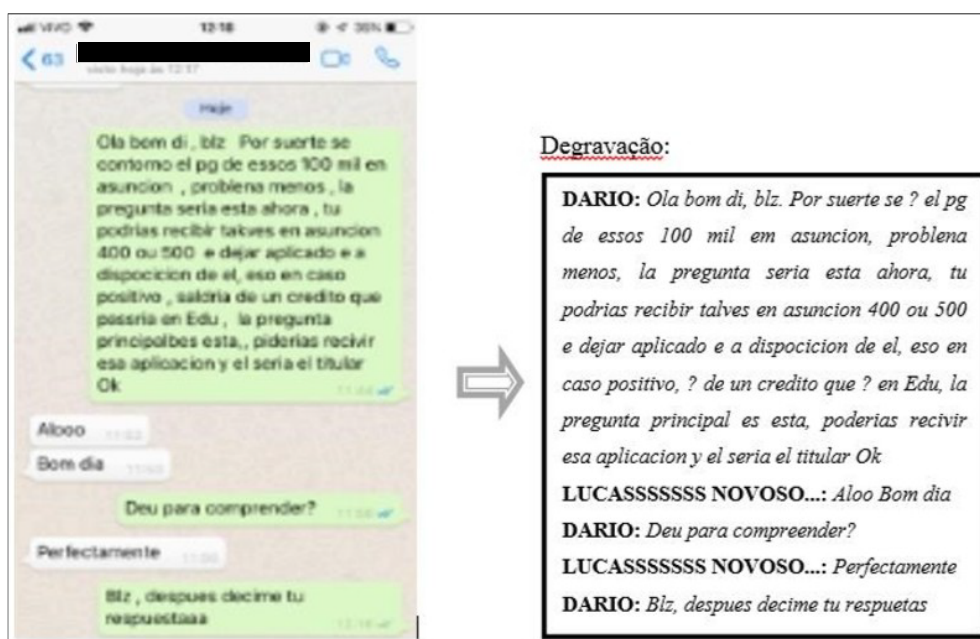 VIVO
12:18
36%
63
visto hoje às 12:17
Hoje
Ola bom di , blz Por suerte se
contorno el pg de essos 100 mil en
asuncion , problena menos , la
pregunta seria esta ahora , tu
podrias recibir takves en asuncion
400 ou 500 e dejar aplicado e a
dispocicion de el, eso en caso
positivo , saldria de un credito que
passria en Edu , la pregunta
principalbes esta,, piderias recivir
esa aplicacion y el seria el titular
Ok
Alooo
Bom dia
Deu para comprender?
Perfectamente
Blz , despues decime tu
respuestaaa
Degravação:
DARIO: Ola bom di, blz. Por suerte se ? el pg
de essos 100 mil em asuncion, problena
menos, la pregunta seria esta ahora, tu
podrias recibir talves en asuncion 400 ou 500
e dejar aplicado e a dispocicion de el, eso en
caso positivo, ? de un credito que ? en Edu, la
pregunta principal es esta, poderias recivir
esa aplicacion y el seria el titular Ok
LUCASSSSSSS NOVOSO...: Aloo Bom dia
DARIO: Deu para compreender?
LUCASSSSSSS NOVOSO...: Perfectamente
DARIO: Blz, despues decime tu respuetas